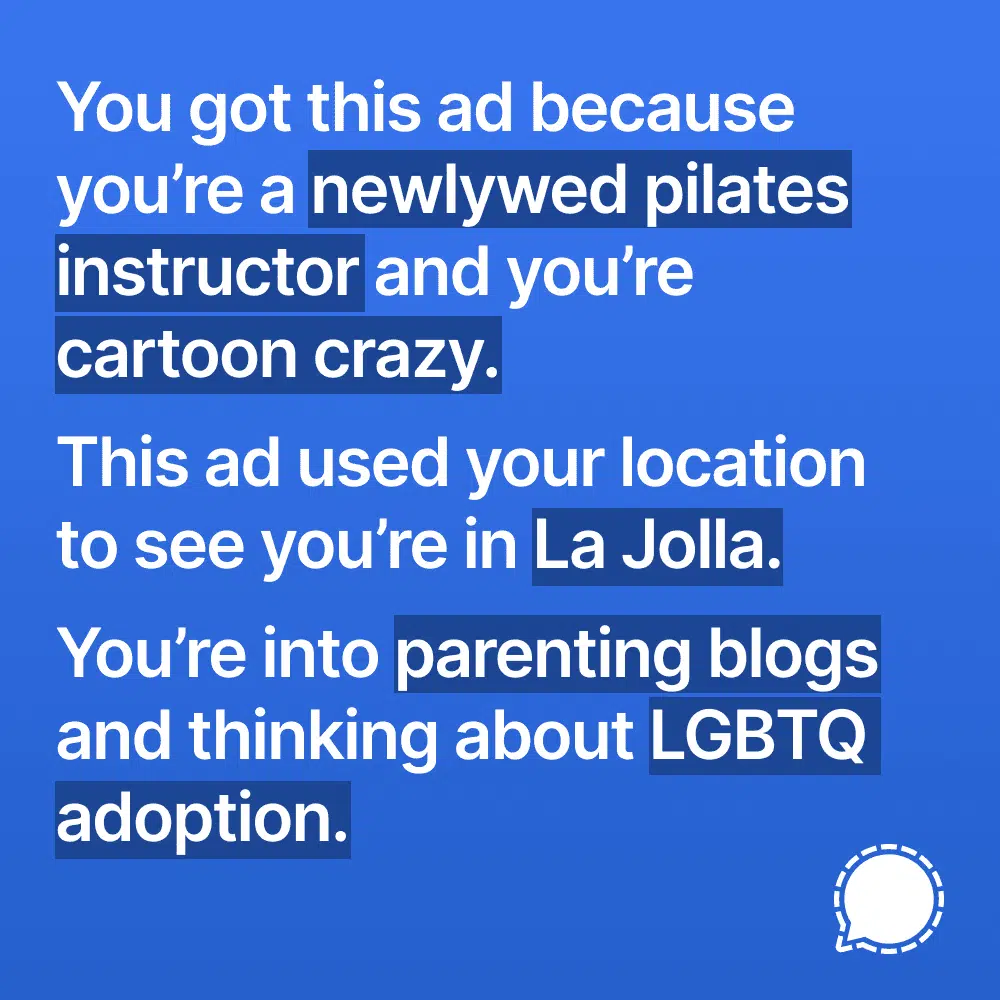 You got this ad because
you’re a newlywed pilates
instructor and you’re
cartoon crazy.
This ad used your location
to see you’re in La Jolla.
You’re into parenting blogs
and thinking about LGBTQ
adoption.